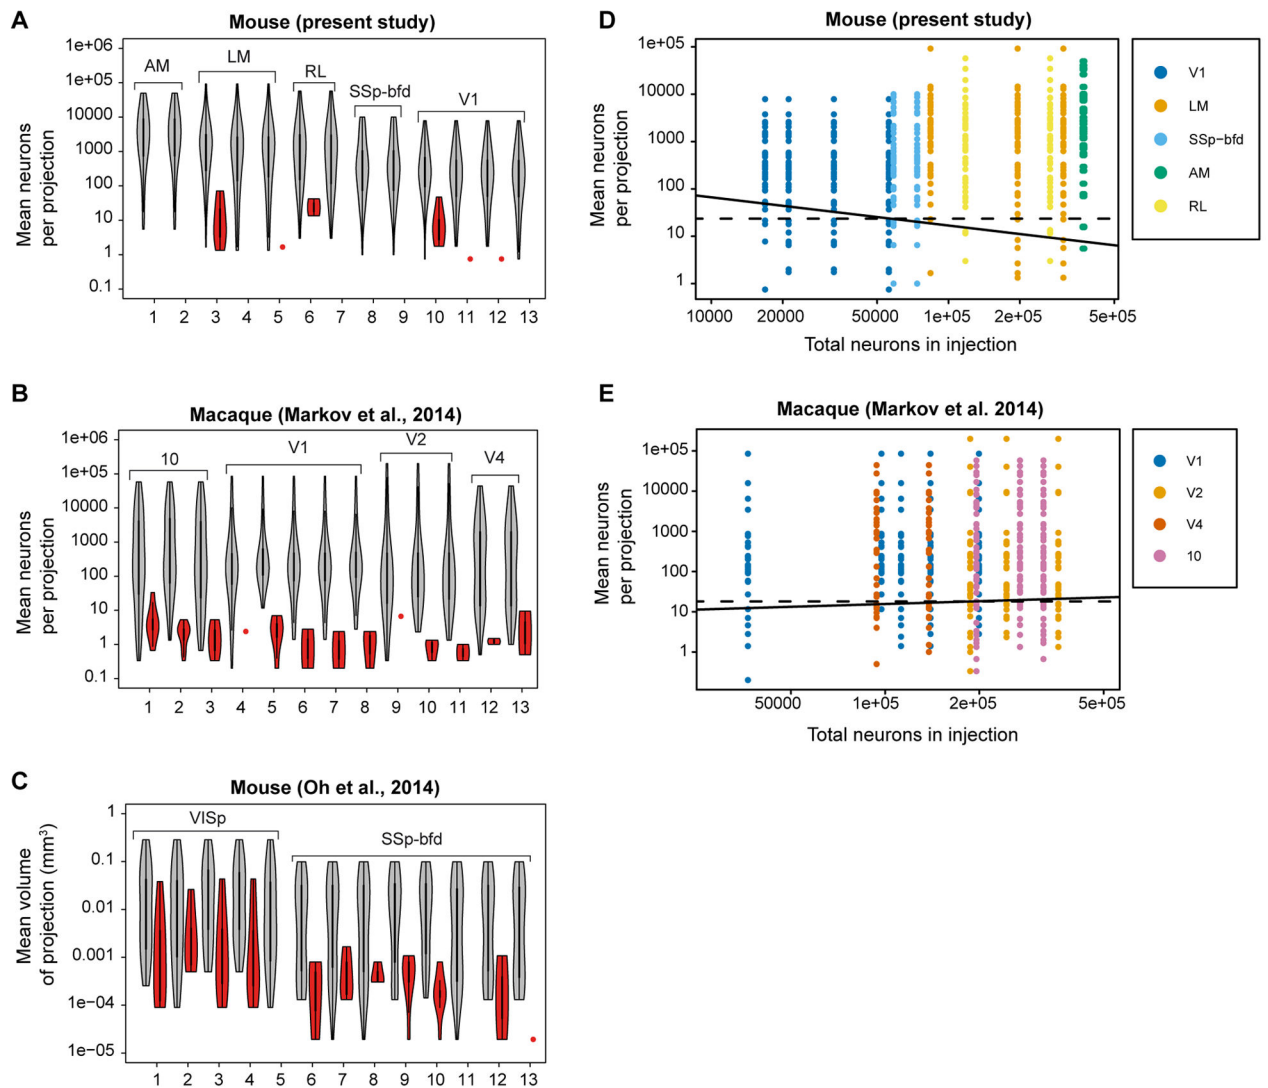 A
Mouse (present study)
Mean neurons
per projection
1e+06
1e+05
10000
1000
100
10
1
0.1
AM
LM
RL
SSp-bfd
V1
1 2 3 4 5 6 7 8 9 10 11 12 13
B
Macaque (Markov et al., 2014)
Mean neurons
per projection
1e+06
1e+05
10000
1000
100
10
1
0.1
10
V1
V2
V4
1 2 3 4 5 6 7 8 9 10 11 12 13
C
Mouse (Oh et al., 2014)
Mean volume
of projection (mm³)
1
0.1
0.01
0.001
1e−04
1e−05
VISp
SSp-bfd
1 2 3 4 5 6 7 8 9 10 11 12 13
D
Mouse (present study)
Mean neurons
per projection
1e+05
10000
1000
100
10
1
10000 20000 50000 1e+05 2e+05 5e+05
Total neurons in injection
V1
LM
SSp−bfd
AM
RL
E
Macaque (Markov et al. 2014)
Mean neurons
per projection
1e+05
10000
1000
100
10
1
50000 1e+05 2e+05 5e+05
Total neurons in injection
V1
V2
V4
10